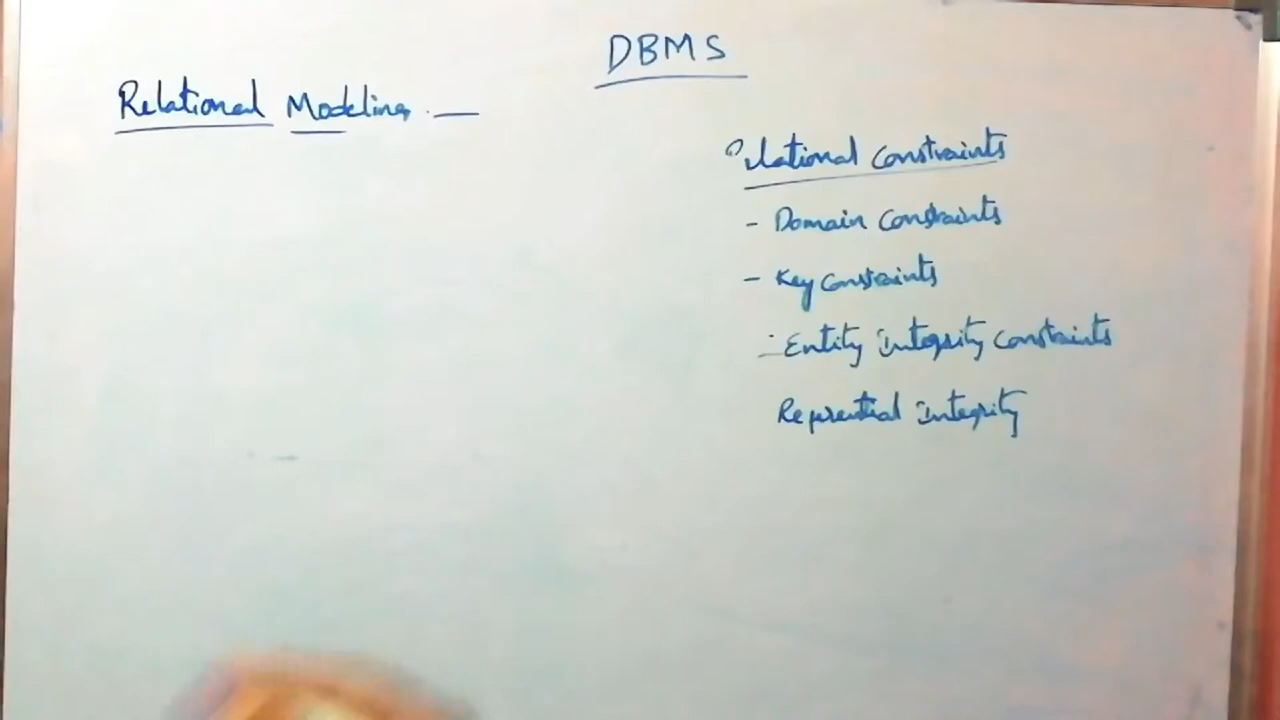 DBMS
Relational Modeling —
Relational Constraints
- Domain Constraints
- Key Constraints
- Entity integrity constraints
Referential integrity